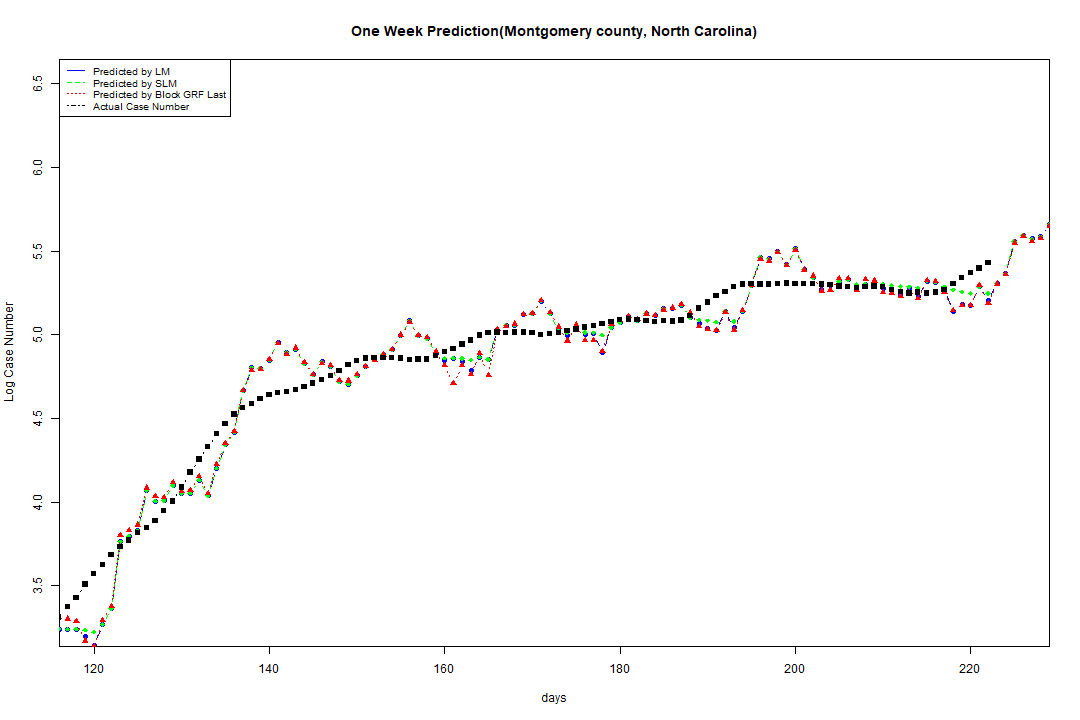 One Week Prediction(Montgomery county, North Carolina)
Predicted by LM
Predicted by SLM
Predicted by Block GRF Last
Actual Case Number
6.5
6.0
5.5
5.0
4.5
4.0
3.5
Log Case Number
120 140 160 180 200 220
days